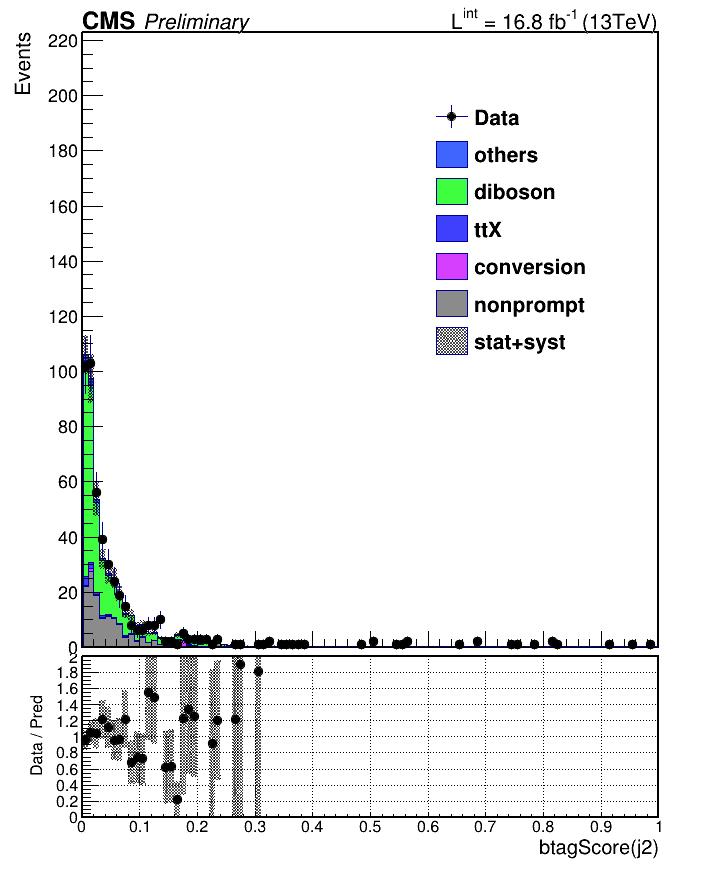 CMS Preliminary
L^int = 16.8 fb^-1 (13TeV)
Events
220
200
180
160
140
120
100
80
60
40
20
0
Data
others
diboson
ttX
conversion
nonprompt
stat+syst
Data / Pred
2
1.8
1.6
1.4
1.2
1
0.8
0.6
0.4
0.2
0
0 0.1 0.2 0.3 0.4 0.5 0.6 0.7 0.8 0.9 1
btagScore(j2)